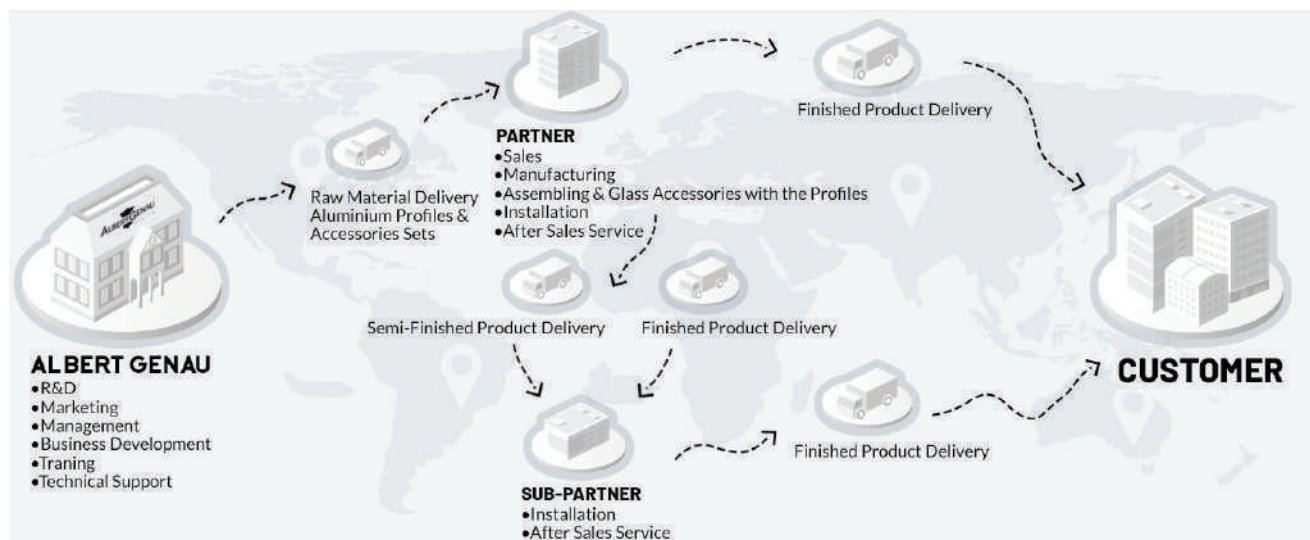 Finished Product Delivery
PARTNER
•Sales
•Manufacturing
•Assembling & Glass Accessories with the Profiles
•Installation
•After Sales Service
Raw Material Delivery
Aluminium Profiles &
Accessories Sets
ALBERTGENAU
Semi-Finished Product Delivery
Finished Product Delivery
ALBERT GENAU
•R&D
•Marketing
•Management
•Business Development
•Traning
•Technical Support
CUSTOMER
Finished Product Delivery
SUB-PARTNER
•Installation
•After Sales Service